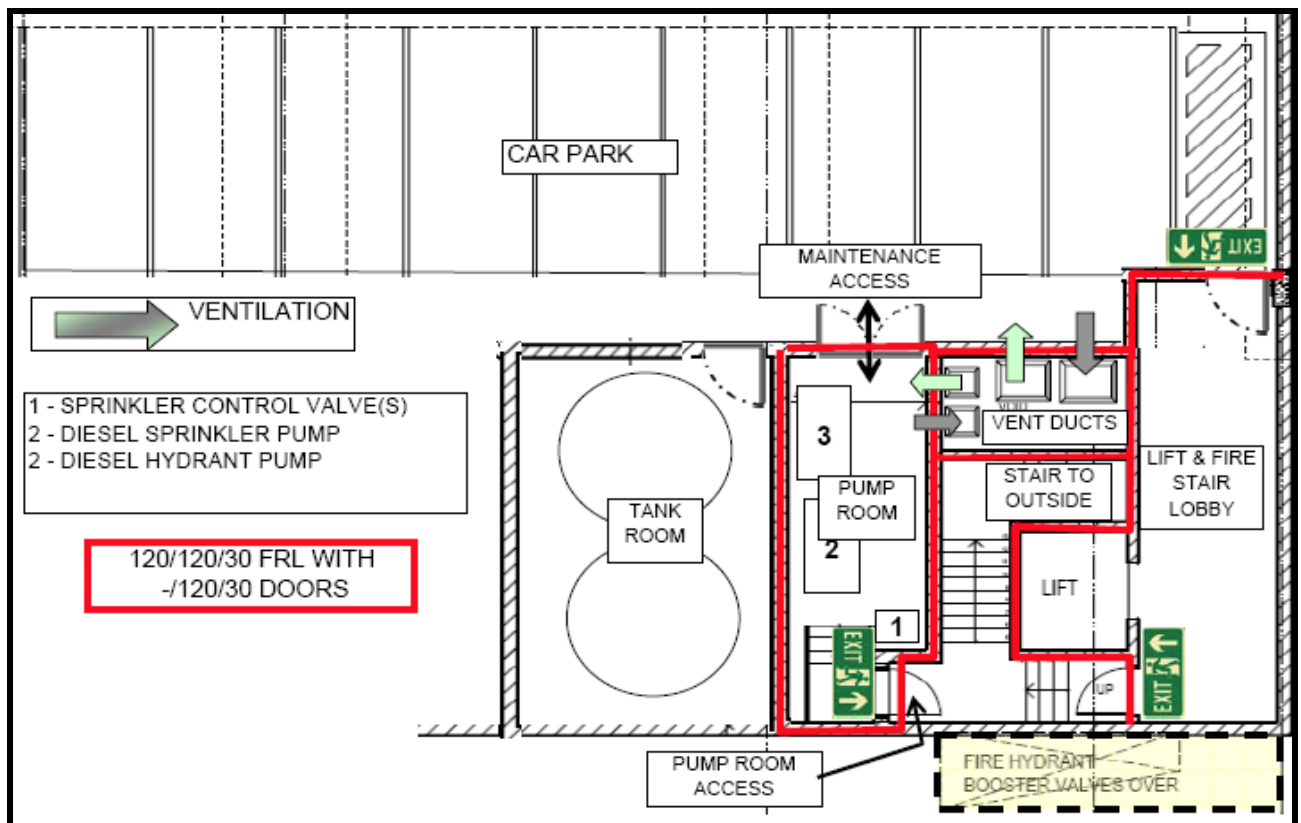 CAR PARK
MAINTENANCE
ACCESS
EXIT
VENTILATION
1 - SPRINKLER CONTROL VALVE(S)
2 - DIESEL SPRINKLER PUMP
2 - DIESEL HYDRANT PUMP
VOID
VENT DUCTS
3
PUMP
ROOM
STAIR TO
OUTSIDE
LIFT & FIRE
STAIR
LOBBY
TANK
ROOM
2
120/120/30 FRL WITH
-/120/30 DOORS
LIFT
1
EXIT
EXIT
UP
PUMP ROOM
ACCESS
FIRE HYDRANT
BOOSTER VALVES OVER